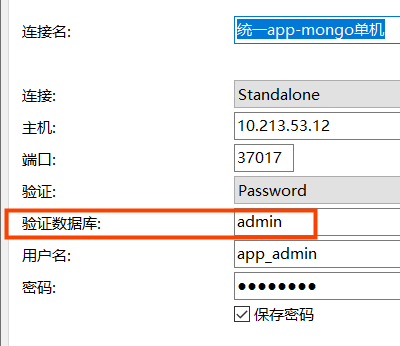 连接名: 统一app-mongo单机
连接: Standalone
主机: 10.213.53.12
端口: 37017
验证: Password
验证数据库: admin
用户名: app_admin
密码: ●●●●●●●●
保存密码